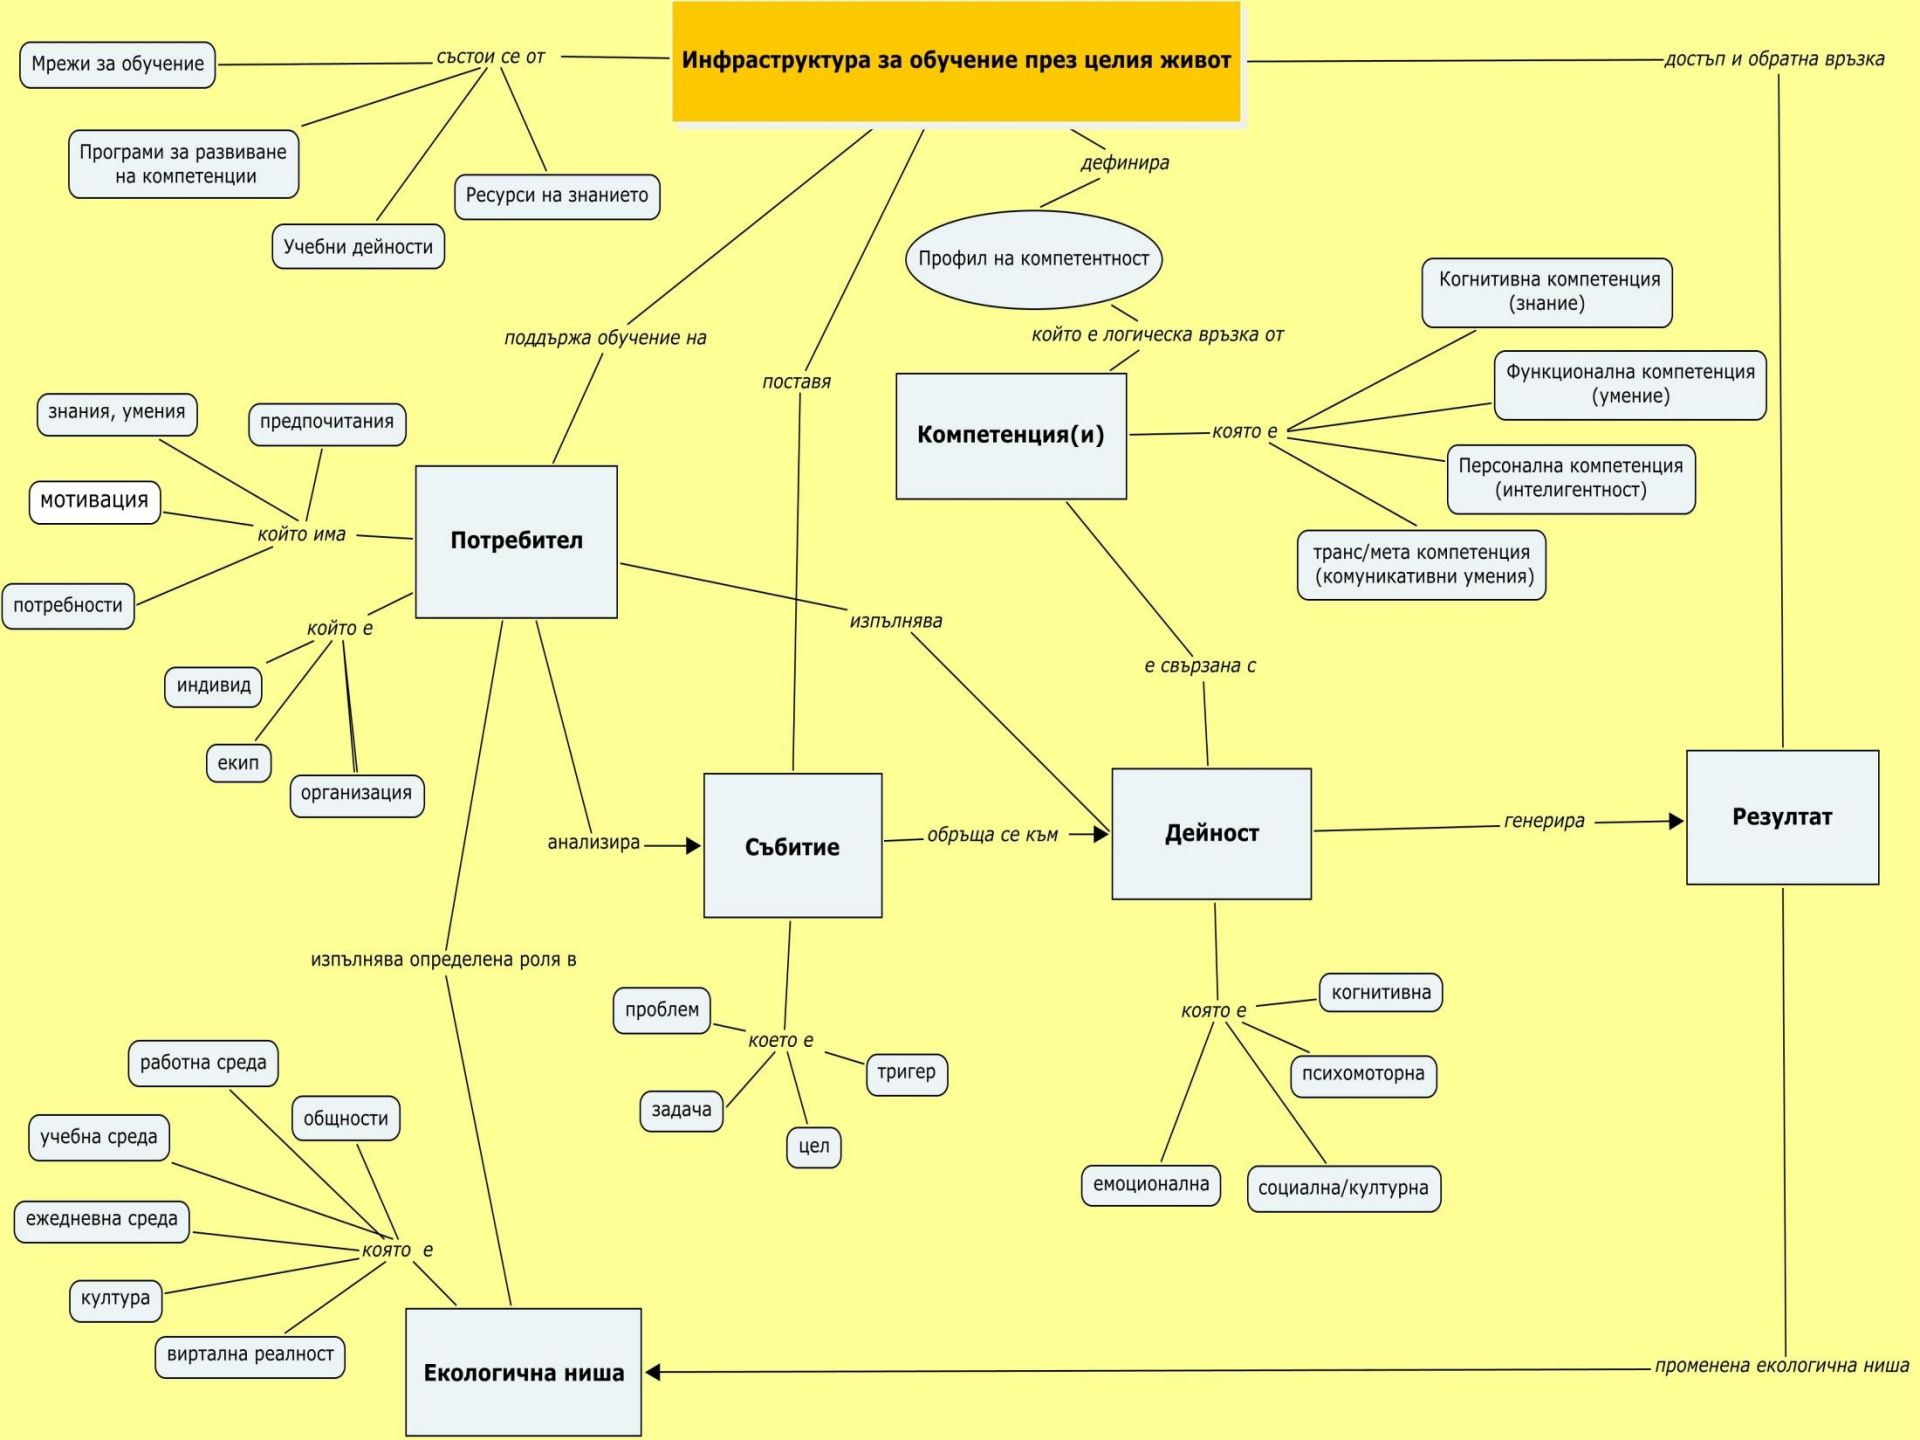 Инфраструктура за обучение през целия живот
състои се от
Мрежи за обучение
Програми за развиване
на компетенции
Учебни дейности
Ресурси на знанието
достъп и обратна връзка
дефинира
Профил на компетентност
който е логическа връзка от
Компетенция(и)
която е
Когнитивна компетенция
(знание)
Функционална компетенция
(умение)
Персонална компетенция
(интелигентност)
транс/мета компетенция
(комуникативни умения)
поддържа обучение на
поставя
знания, умения
предпочитания
мотивация
който има
потребности
Потребител
който е
индивид
екип
организация
изпълнява
е свързана с
анализира
Събитие
обръща се към
Дейност
генерира
Резултат
изпълнява определена роля в
проблем
което е
тригер
задача
цел
която е
когнитивна
психомоторна
емоционална
социална/културна
работна среда
общности
учебна среда
ежедневна среда
която е
култура
виртална реалност
Екологична ниша
променена екологична ниша